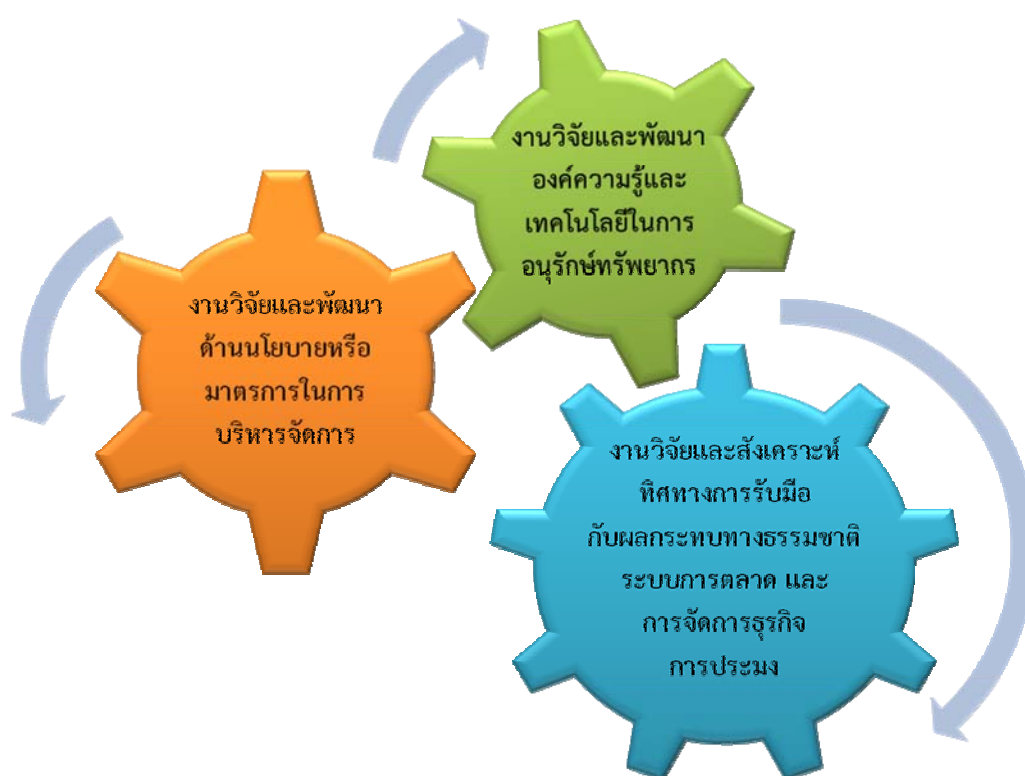 งานวิจัยและพัฒนา
องค์ความรู้และ
เทคโนโลยีในการ
อนุรักษ์ทรัพยากร
งานวิจัยและพัฒนา
ด้านนโยบายหรือ
มาตรการในการ
บริหารจัดการ
งานวิจัยและสังเคราะห์
ทิศทางการรับมือ
กับผลกระทบทางธรรมชาติ
ระบบการตลาด และ
การจัดการธุรกิจ
การประมง